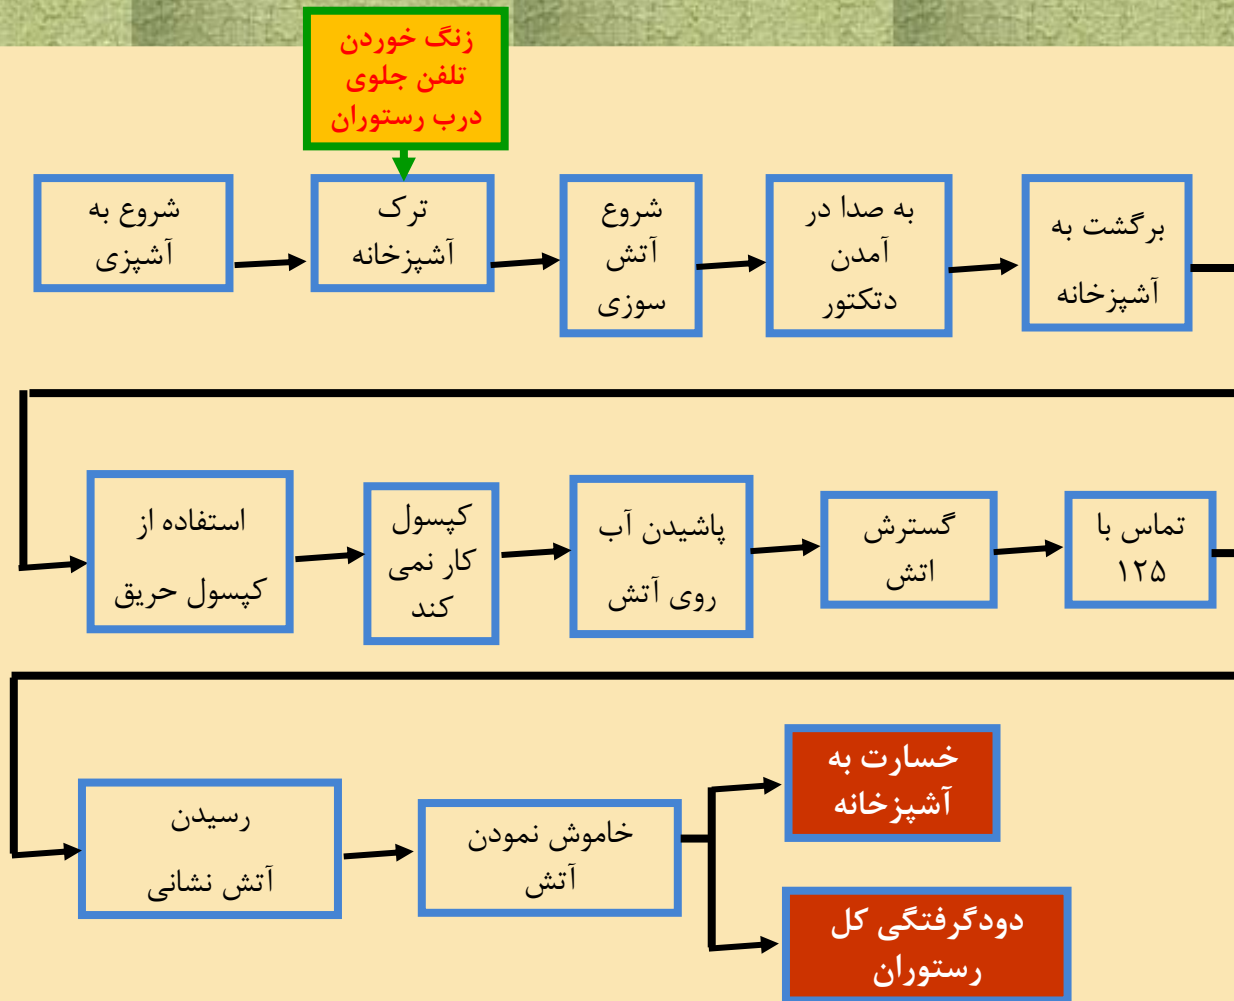 زنگ خوردن
تلفن جلوی
درب رستوران
شروع به
آشپزی
ترک
آشپزخانه
شروع
آتش
سوزی
به صدا در
آمدن
دتکتور
برگشت به
آشپزخانه
استفاده از
کپسول حریق
کپسول
کار نمی
کند
پاشیدن آب
روی آتش
گسترش
اتش
تماس با
۱۲۵
رسیدن
آتش نشانی
خاموش نمودن
آتش
خسارت به
آشپزخانه
دودگرفتگی کل
رستوران